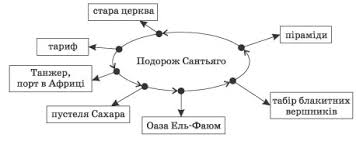 стара церква
тариф
піраміди
Подорож Сантьяго
Танжер,
порт в Африці
пустеля Сахара
Оаза Ель-Фаюм
табір блакитних
вершників